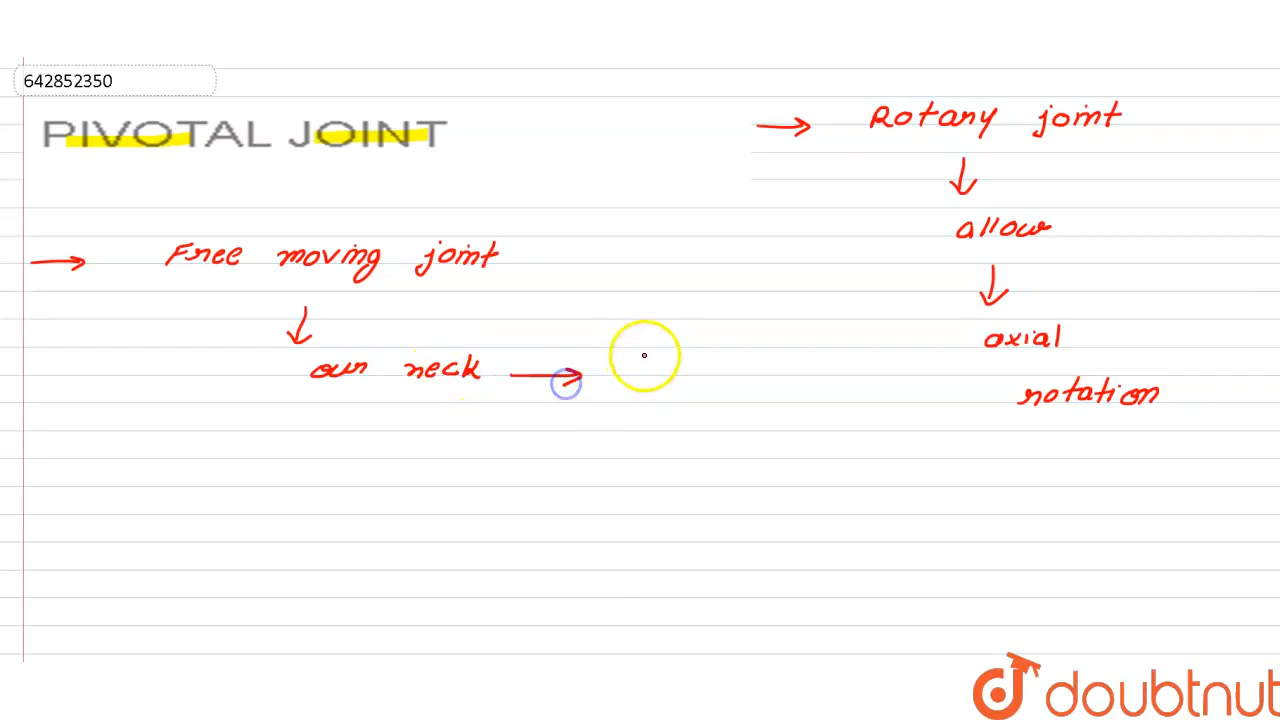 642852350
PIVOTAL JOINT
→ Free moving joint
↓
our neck →
→ Rotary joint
↓
allow
↓
axial
rotation
doubtnut